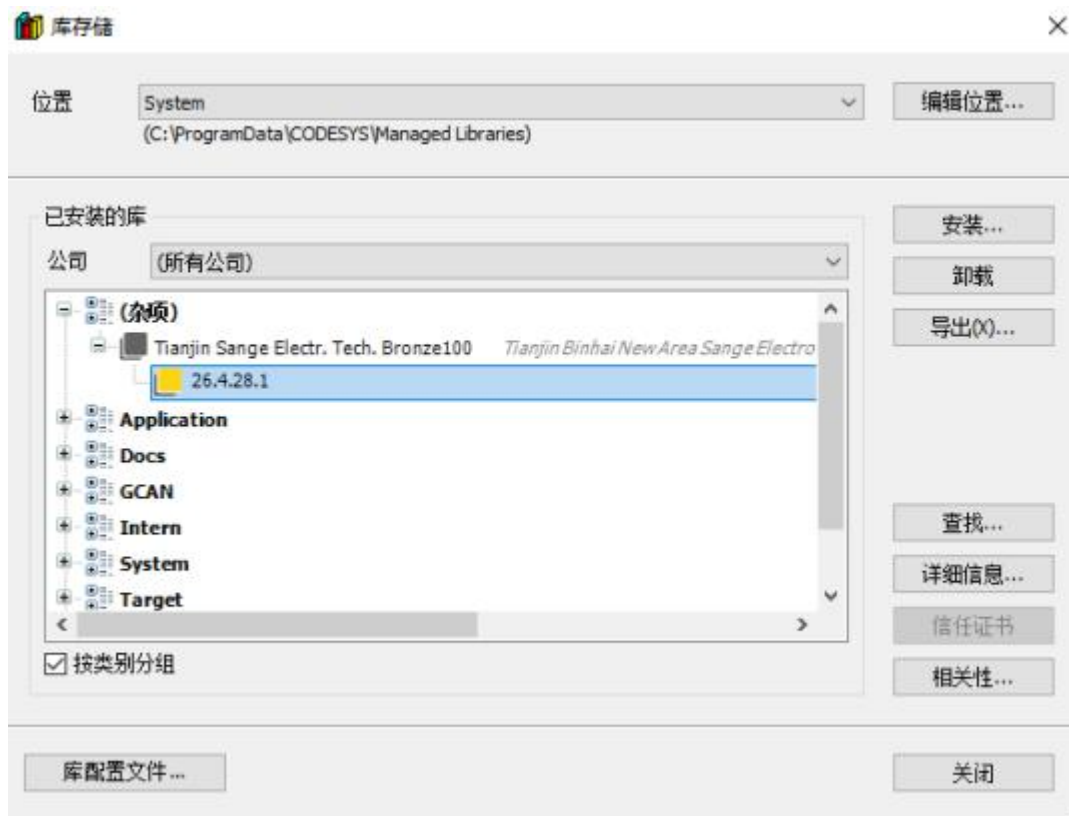 库存储
位置
System
编辑位置...
(C:\ProgramData\CODESYS\Managed Libraries)
已安装的库
安装...
公司
(所有公司)
卸载
(杂项)
导出(X)...
Tianjin Sange Electr. Tech. Bronze100 Tianjin Binhai New Area Sange Electro
26.4.28.1
Application
Docs
GCAN
查找...
Intern
System
详细信息...
Target
信任证书
按类别分组
相关性...
库配置文件...
关闭